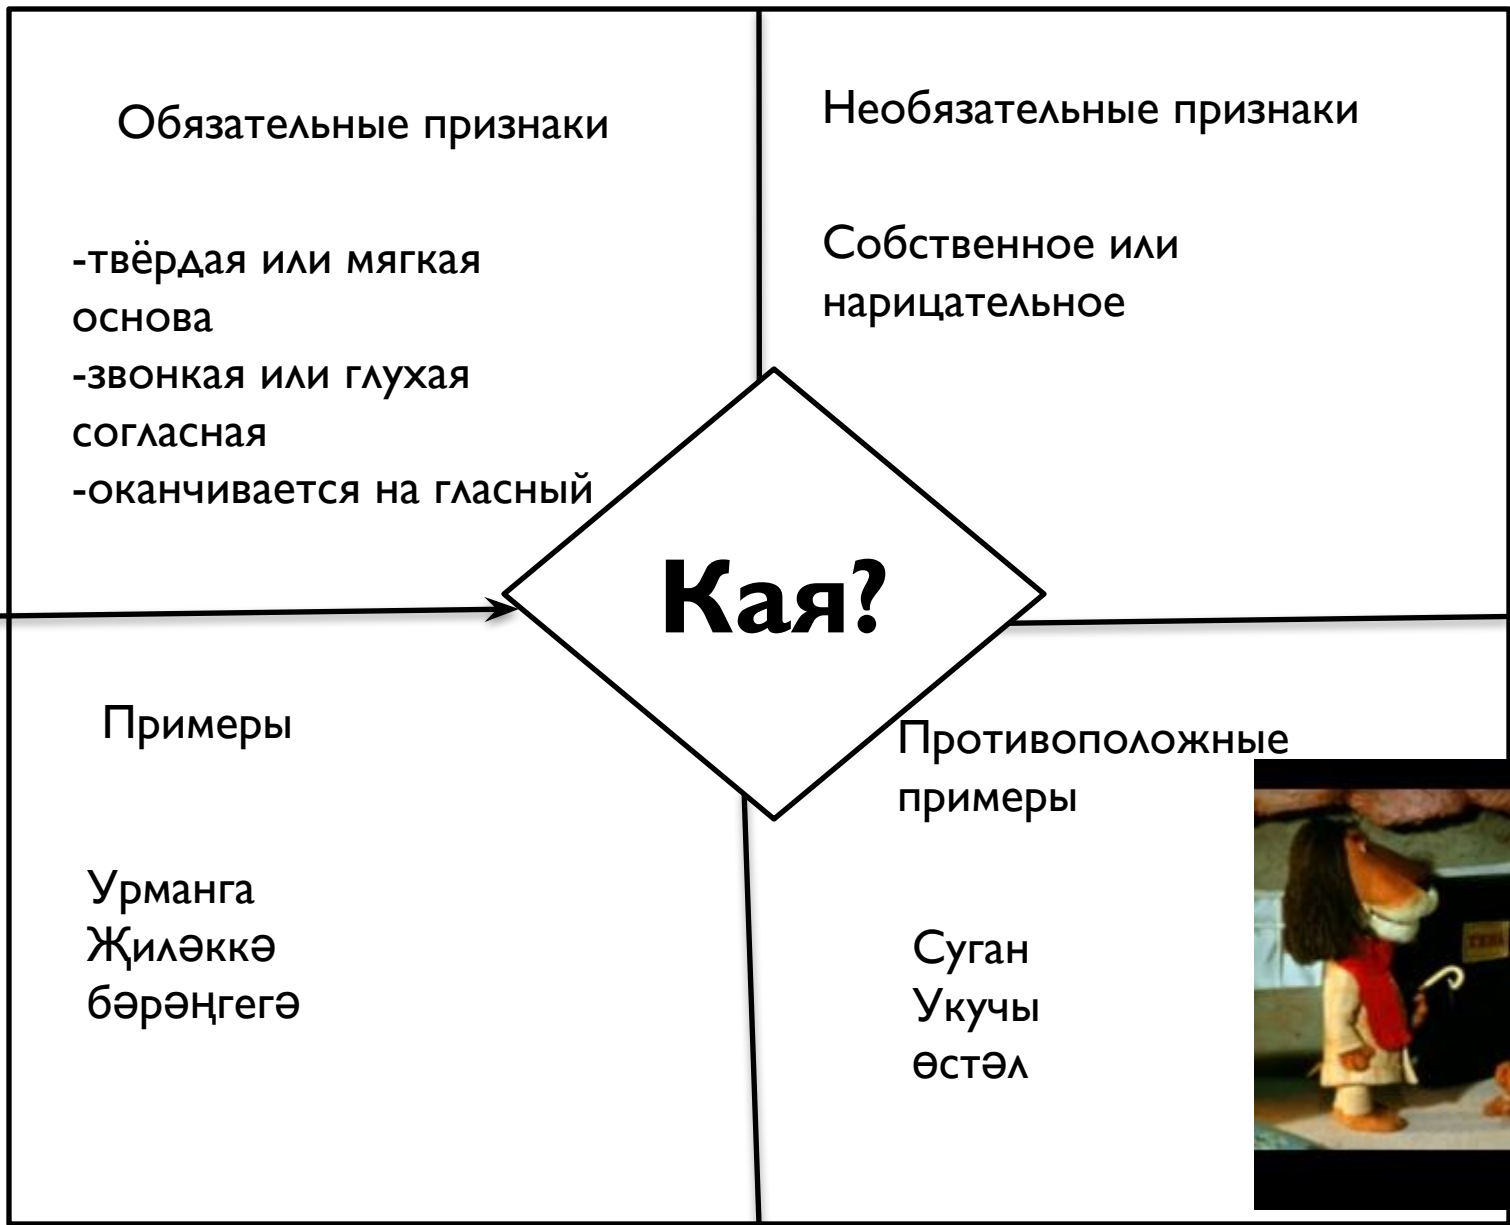 Обязательные признаки
-твёрдая или мягкая
основа
-звонкая или глухая
согласная
-оканчивается на гласный
Необязательные признаки
Собственное или
нарицательное
Кая?
Примеры
Урманга
Җиләккә
бәрәңгегә
Противоположные
примеры
Суган
Укучы
өстәл